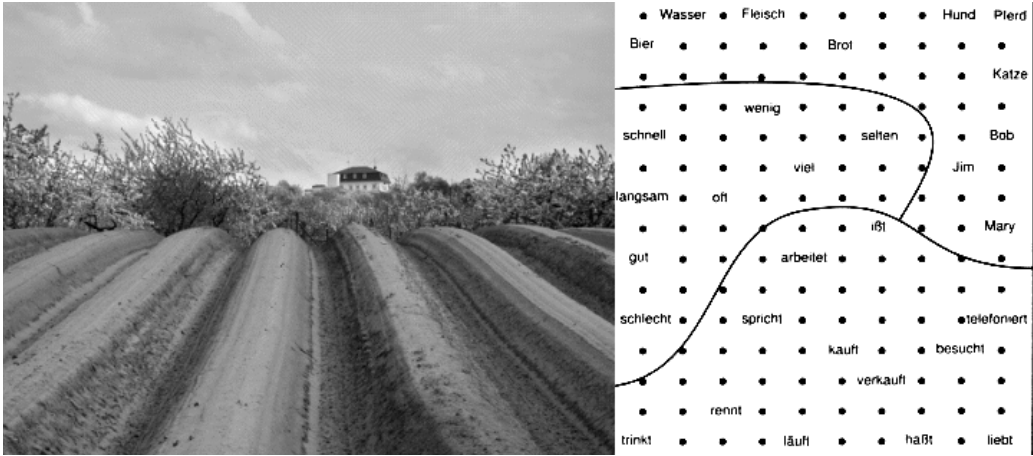 Wasser Fleisch Hund Pferd
Bier Brot
Katze
wenig
schnell selten Bob
viel Jim
langsam oft
ißt Mary
gut arbeitet
schlecht spricht telefoniert
kauft besucht
verkauft
rennt
trinkt läuft haßt liebt